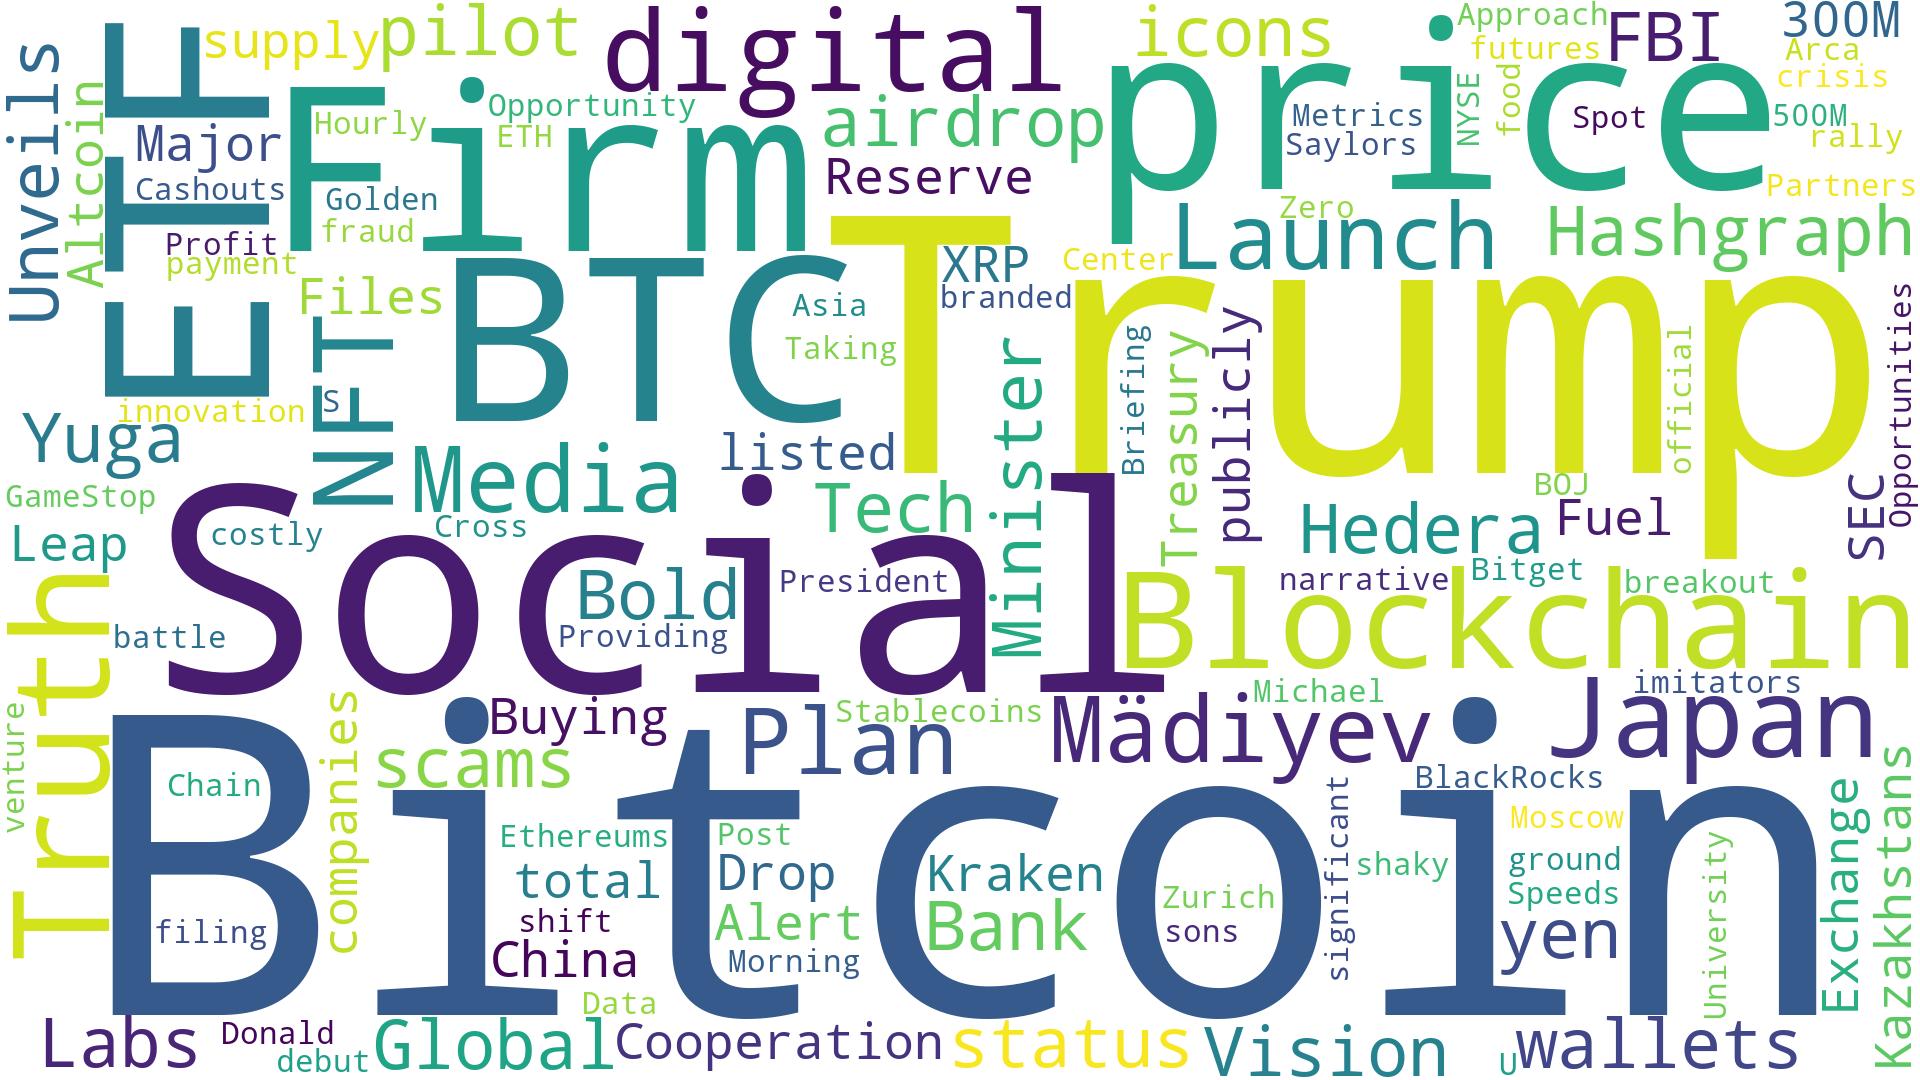 supply
pilot
digital
icons
Approach
futures
FBI
300M
Arca
crisis
Unveils
Altcoin
ETF
Major
Cashouts
Firm
Hourly
Opportunity
ETH
airdrop
Reserve
price
Metrics
Saylors
NYSE
food
Spot
500M
rally
Partners
Golden
fraud
Profit
payment
Files
BTC
Asia
Taking
Trump
XRP
branded
Center
Zero
Launch
Hashgraph
innovation
NFT
S
Yuga
Media
listed
Minister
Briefing
Treasury
publicly
official
Opportunities
GameStop
Leap
costly
Cross
Tech
Hedera
BOJ
Fuel
SEC
Social
Truth
battle
Bold
Providing
President
narrative
Bitget
breakout
Blockchain
venture
companies
Buying
scams
Plan
Stablecoins
Mädiyev
Michael
imitators
Japan
BlackRocks
Bitcoin
Chain
filing
Ethereums
total
shift
China
Data
Post
Drop
Alert
Morning
Kraken
Bank
Zurich
sons
significant
shaky
Moscow
ground
Speeds
yen
University
Exchange
Kazakhstans
Labs
Donald
debut
Global
Cooperation
status
Vision
U
wallets